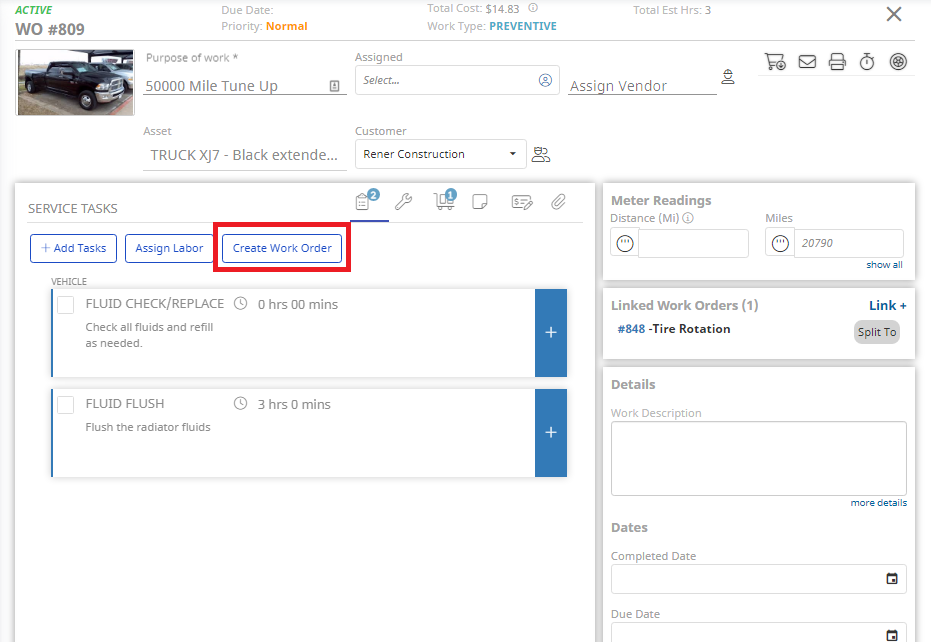 ACTIVE
WO #809
Due Date:
Priority: Normal
Total Cost: $14.83
Work Type: PREVENTIVE
Total Est Hrs: 3
Purpose of work *
50000 Mile Tune Up
Assigned
Select...
Assign Vendor
Asset
TRUCK XJ7 - Black extende...
Customer
Rener Construction
SERVICE TASKS
2
1
+ Add Tasks
Assign Labor
Create Work Order
VEHICLE
FLUID CHECK/REPLACE 0 hrs 00 mins
Check all fluids and refill
as needed.
+
FLUID FLUSH 3 hrs 0 mins
Flush the radiator fluids
+
Meter Readings
Distance (Mi)
Miles
20790
show all
Linked Work Orders (1)
Link +
#848 -Tire Rotation
Split To
Details
Work Description
more details
Dates
Completed Date
Due Date